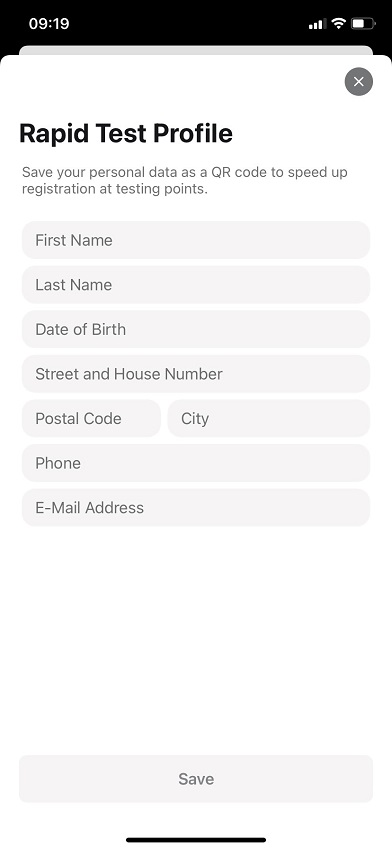 09:19
Rapid Test Profile
Save your personal data as a QR code to speed up
registration at testing points.
First Name
Last Name
Date of Birth
Street and House Number
Postal Code City
Phone
E-Mail Address
Save